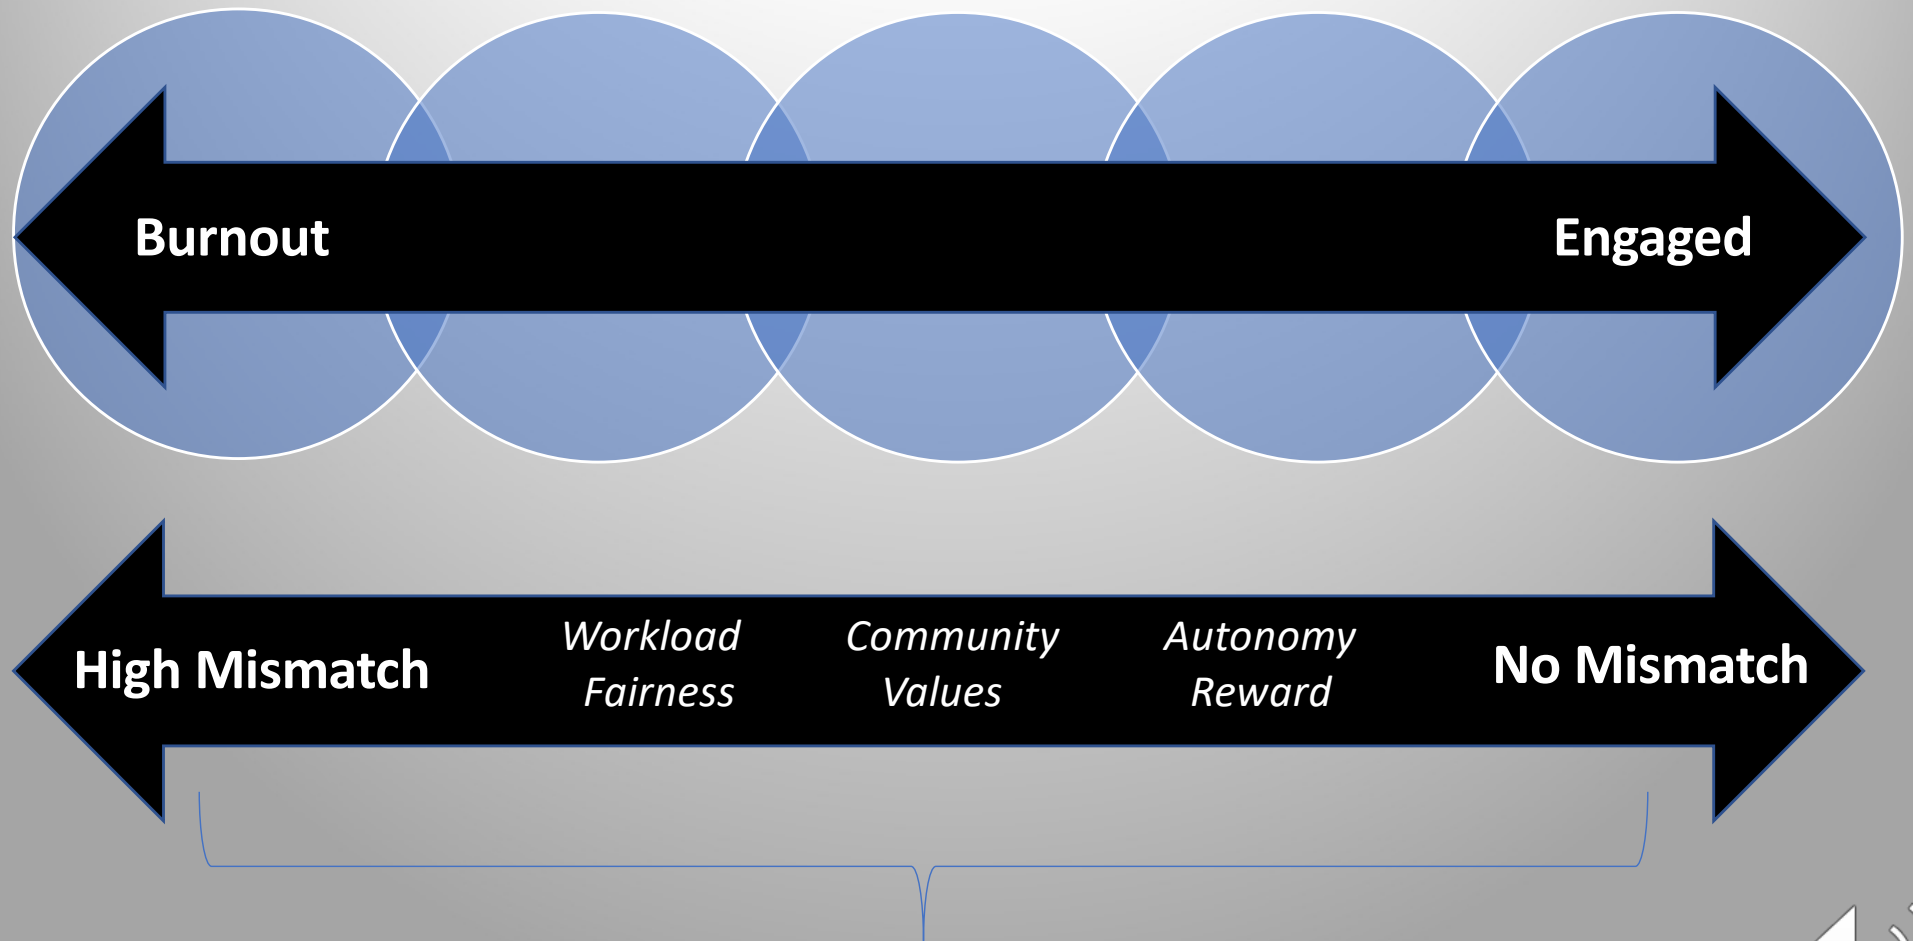 Burnout
Engaged
High Mismatch
Workload
Fairness
Community
Values
Autonomy
Reward
No Mismatch